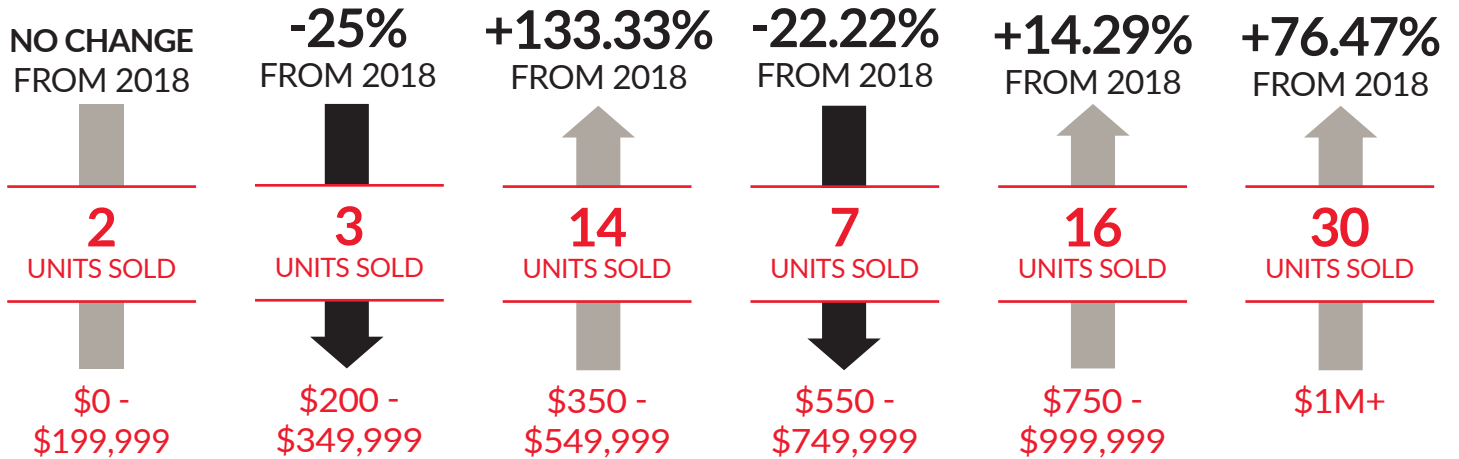 NO CHANGE
FROM 2018
2
UNITS SOLD
$0 -
$199,999
-25%
FROM 2018
3
UNITS SOLD
$200 -
$349,999
+133.33%
FROM 2018
14
UNITS SOLD
$350 -
$549,999
-22.22%
FROM 2018
7
UNITS SOLD
$550 -
$749,999
+14.29%
FROM 2018
16
UNITS SOLD
$750 -
$999,999
+76.47%
FROM 2018
30
UNITS SOLD
$1M+